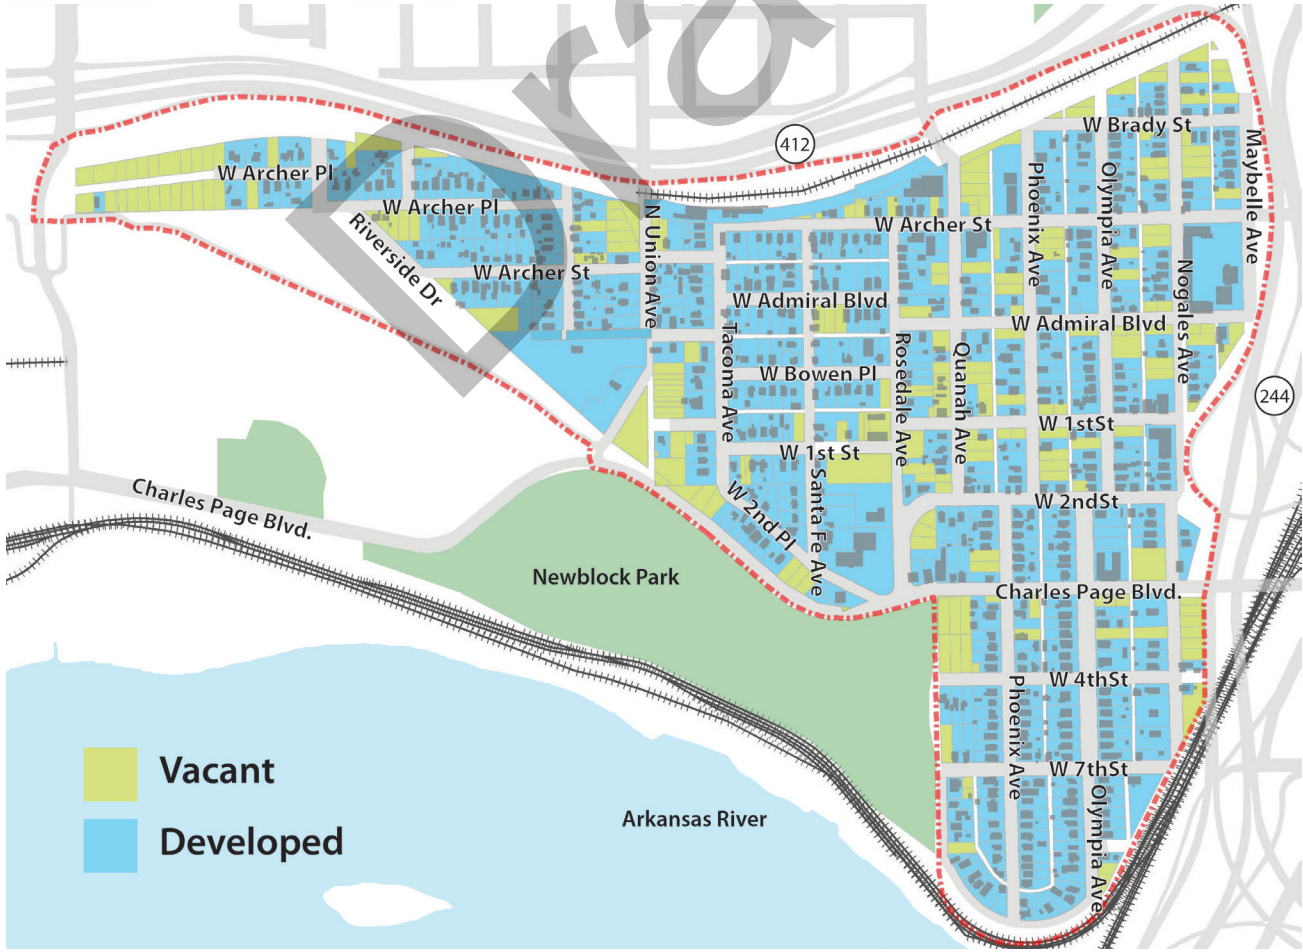 Dra
412
W Brady St
Maybelle Ave
W Archer Pl
W Archer Pl
Riverside Dr
N Union Ave
W Archer St
Phoenix Ave
Olympia Ave
W Archer St
W Admiral Blvd
W Admiral Blvd
Nogales Ave
Tacoma Ave
W Bowen Pl
Rosedale Ave
Quanah Ave
244
W 1stSt
W 1st St
W 2nd Pl
Santa Fe Ave
W 2ndSt
Charles Page Blvd.
Newblock Park
Charles Page Blvd.
W 4thSt
Phoenix Ave
W 7thSt
Olympia Ave
Arkansas River
Vacant
Developed